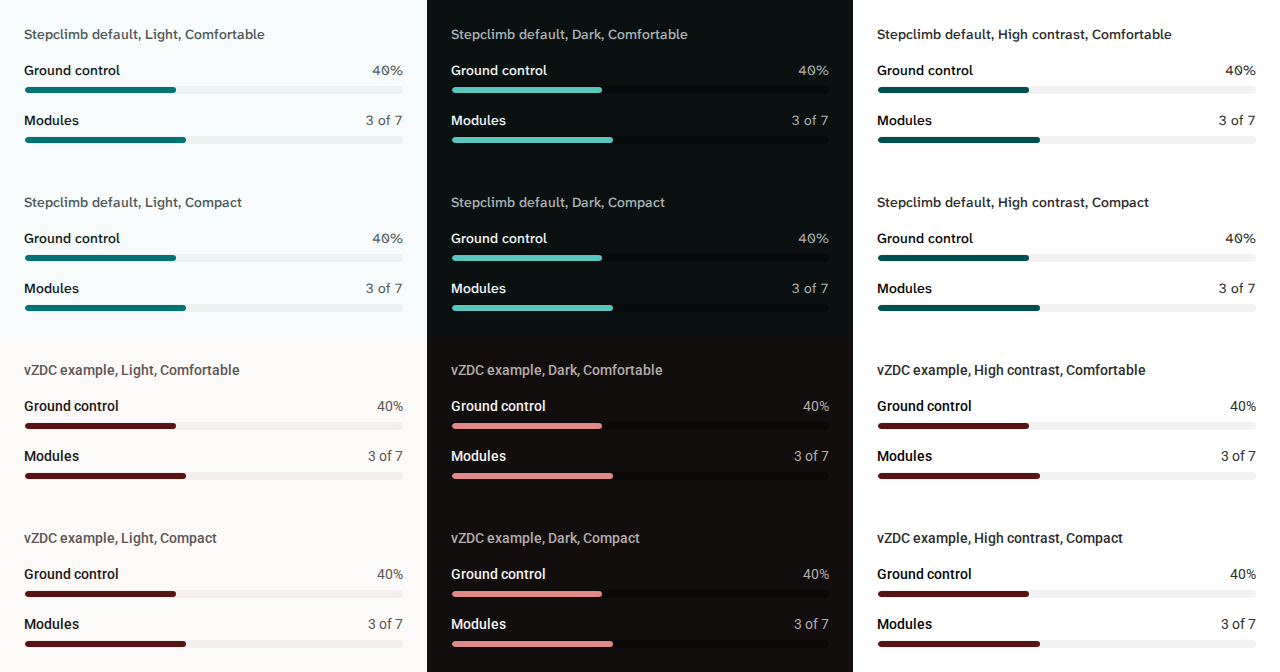 Stepclimb default, Light, Comfortable
Ground control 40%
Modules 3 of 7
Stepclimb default, Dark, Comfortable
Ground control 40%
Modules 3 of 7
Stepclimb default, High contrast, Comfortable
Ground control 40%
Modules 3 of 7
Stepclimb default, Light, Compact
Ground control 40%
Modules 3 of 7
Stepclimb default, Dark, Compact
Ground control 40%
Modules 3 of 7
Stepclimb default, High contrast, Compact
Ground control 40%
Modules 3 of 7
vZDC example, Light, Comfortable
Ground control 40%
Modules 3 of 7
vZDC example, Dark, Comfortable
Ground control 40%
Modules 3 of 7
vZDC example, High contrast, Comfortable
Ground control 40%
Modules 3 of 7
vZDC example, Light, Compact
Ground control 40%
Modules 3 of 7
vZDC example, Dark, Compact
Ground control 40%
Modules 3 of 7
vZDC example, High contrast, Compact
Ground control 40%
Modules 3 of 7